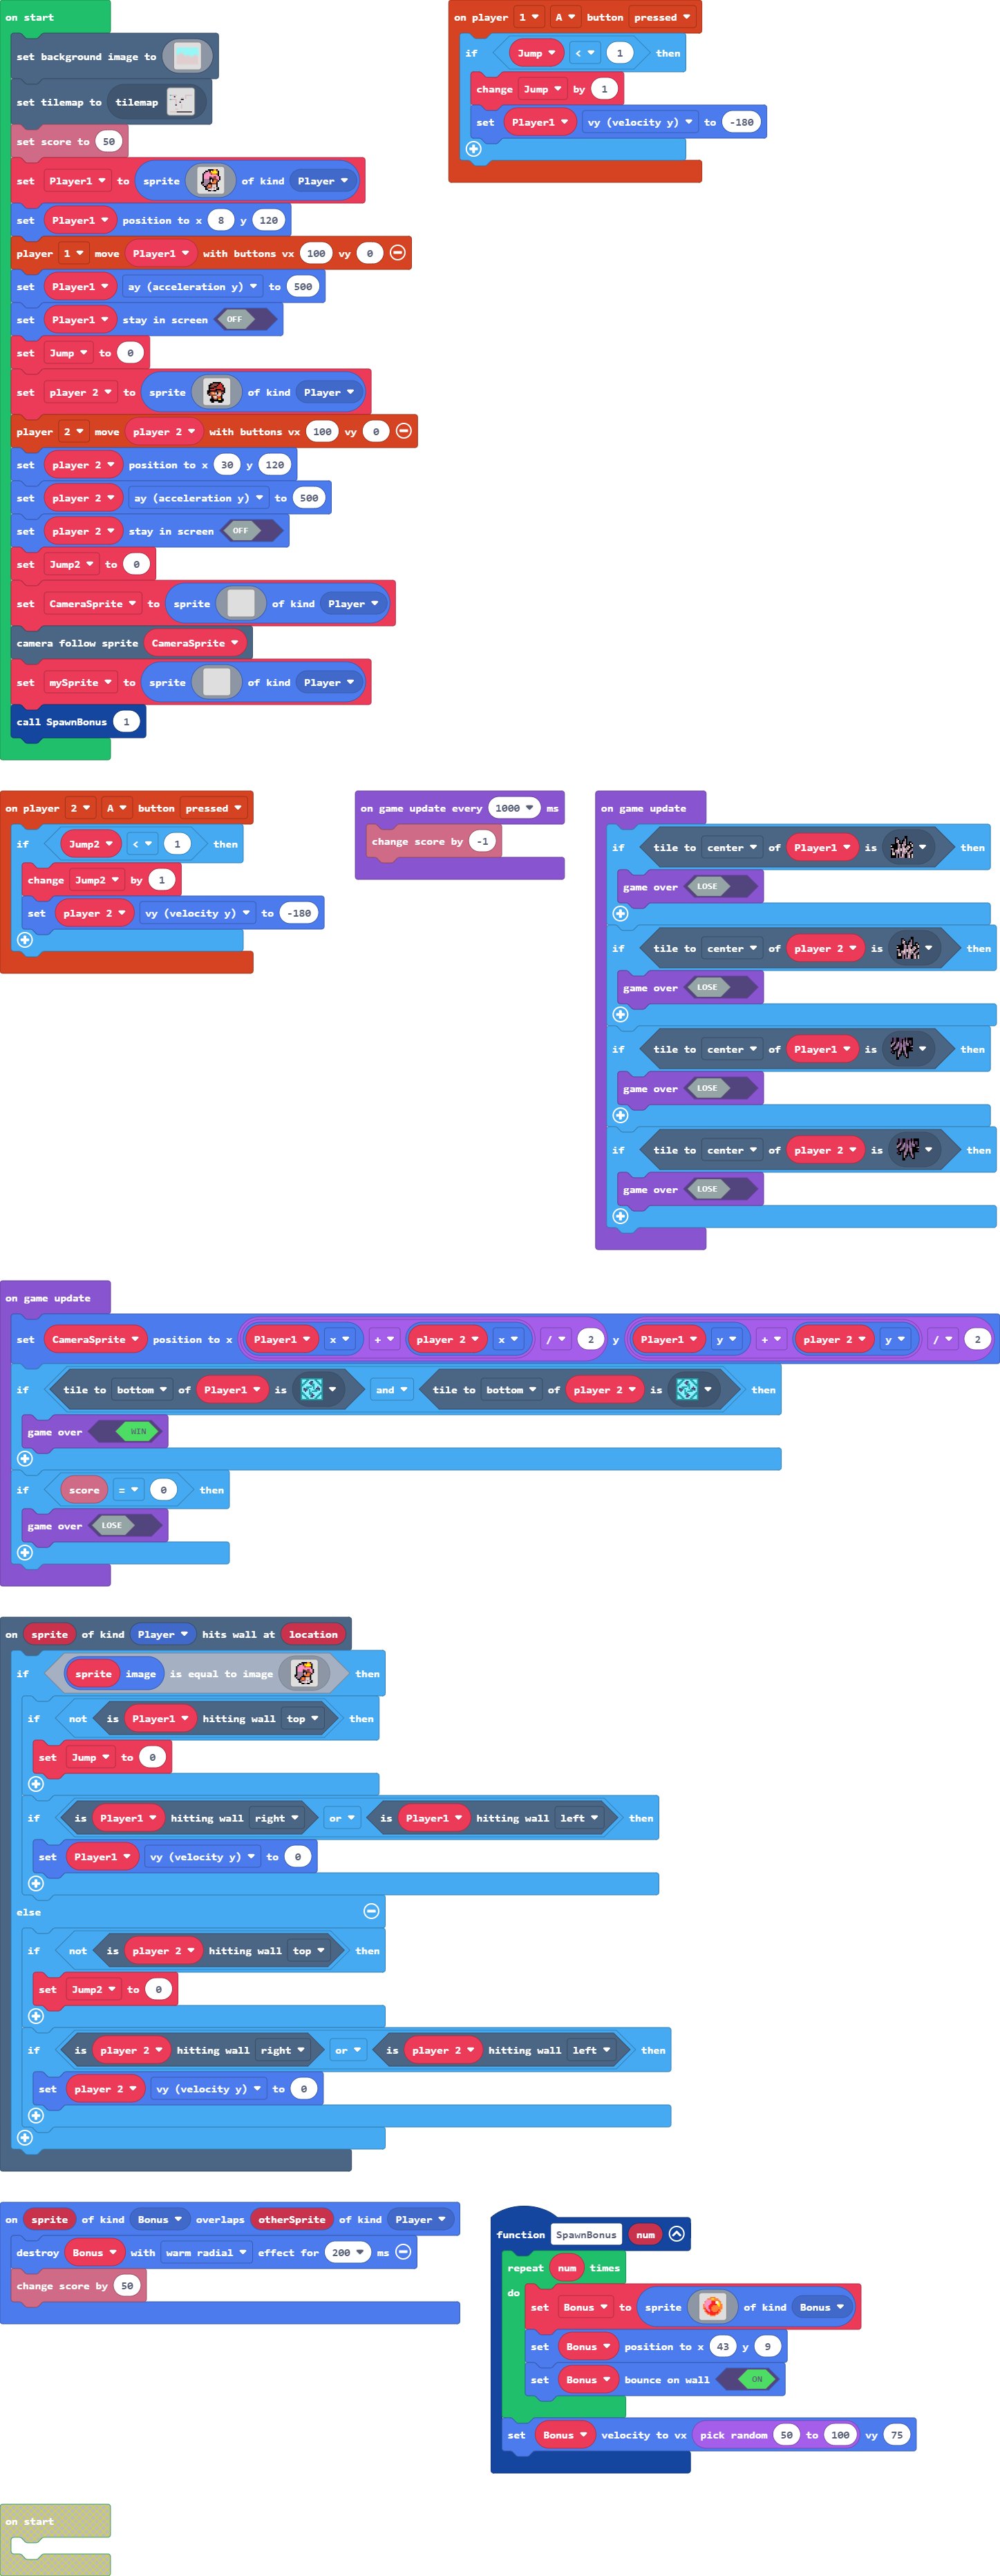 on start
set background image to
set tilemap to tilemap
set score to 50
set Player1 to sprite of kind Player
set Player1 position to x 8 y 120
player 1 move Player1 with buttons vx 100 vy 0
set Player1 ay (acceleration y) to 500
set Player1 stay in screen OFF
set Jump to 0
set player 2 to sprite of kind Player
player 2 move player 2 with buttons vx 100 vy 0
set player 2 position to x 30 y 120
set player 2 ay (acceleration y) to 500
set player 2 stay in screen OFF
set Jump2 to 0
set CameraSprite to sprite of kind Player
camera follow sprite CameraSprite
set mySprite to sprite of kind Player
call SpawnBonus 1
on player 1 A button pressed
if Jump < 1 then
change Jump by 1
set Player1 vy (velocity y) to -180
on player 2 A button pressed
if Jump2 < 1 then
change Jump2 by 1
set player 2 vy (velocity y) to -180
on game update every 1000 ms
change score by -1
on game update
if tile to center of Player1 is then
game over LOSE
if tile to center of player 2 is then
game over LOSE
if tile to center of Player1 is then
game over LOSE
if tile to center of player 2 is then
game over LOSE
on game update
set CameraSprite position to x Player1 x + player 2 x / 2 y Player1 y + player 2 y / 2
if tile to bottom of Player1 is and tile to bottom of player 2 is then
game over WIN
if score = 0 then
game over LOSE
on sprite of kind Player hits wall at location
if sprite image is equal to image then
if not is Player1 hitting wall top then
set Jump to 0
if is Player1 hitting wall right or is Player1 hitting wall left then
set Player1 vy (velocity y) to 0
else
if not is player 2 hitting wall top then
set Jump2 to 0
if is player 2 hitting wall right or is player 2 hitting wall left then
set player 2 vy (velocity y) to 0
on sprite of kind Bonus overlaps otherSprite of kind Player
destroy Bonus with warm radial effect for 200 ms
change score by 50
function SpawnBonus num
repeat num times
do set Bonus to sprite of kind Bonus
set Bonus position to x 43 y 9
set Bonus bounce on wall ON
set Bonus velocity to vx pick random 50 to 100 vy 75
on start